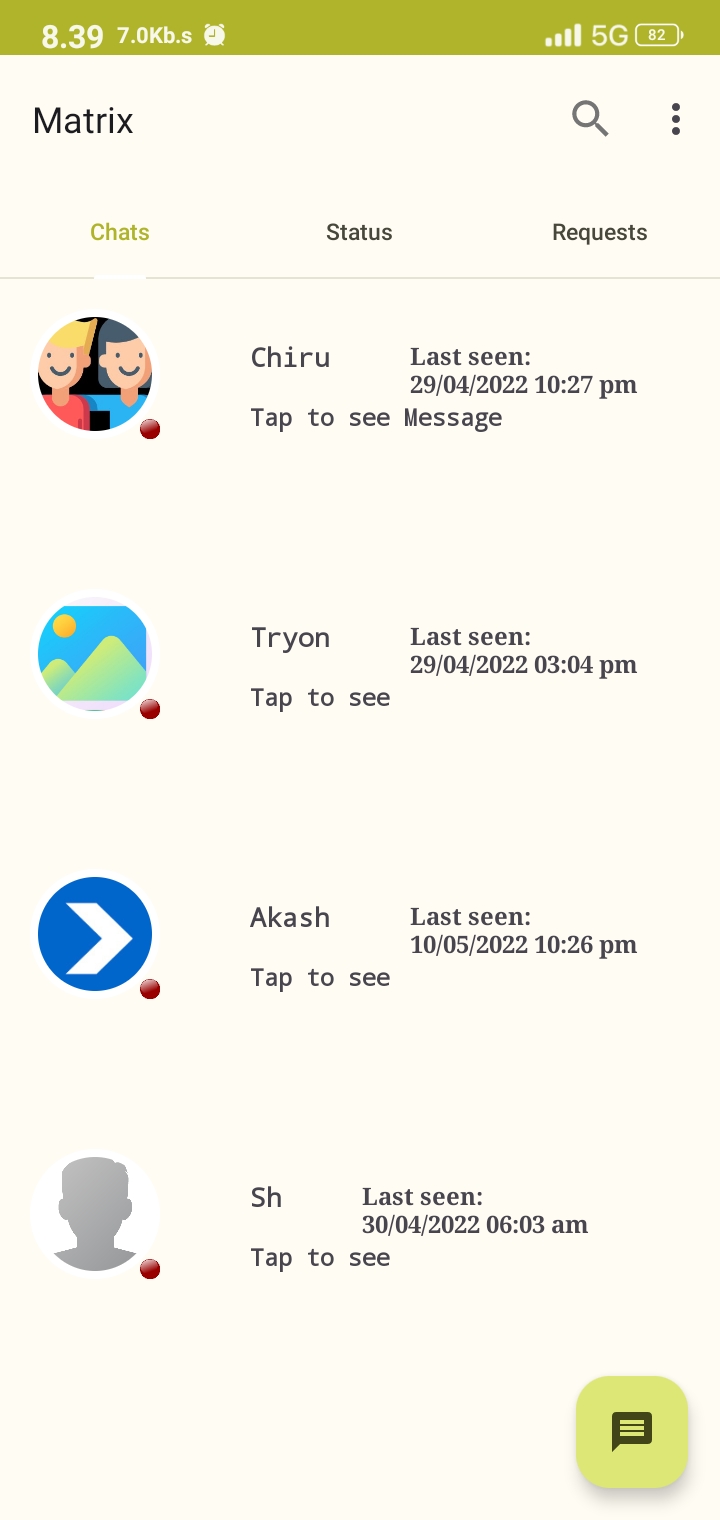 8.39 7.0Kb.s 5G 82
Matrix
Chats Status Requests
Chiru Last seen:
29/04/2022 10:27 pm
Tap to see Message
Tryon Last seen:
29/04/2022 03:04 pm
Tap to see
Akash Last seen:
10/05/2022 10:26 pm
Tap to see
Sh Last seen:
30/04/2022 06:03 am
Tap to see